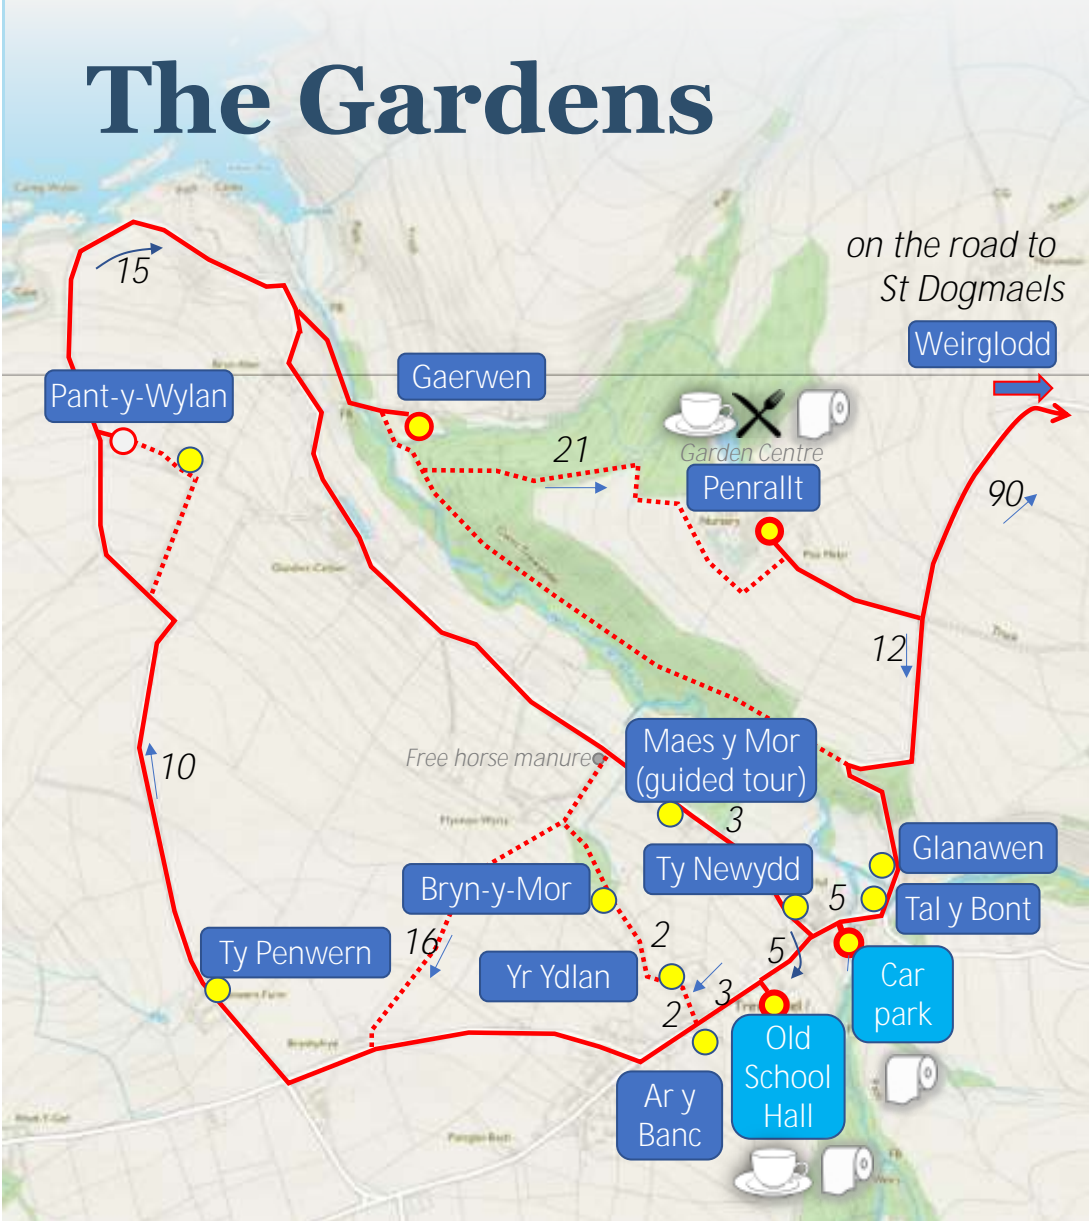 The Gardens
on the road to
St Dogmaels
Weirglodd
15
Pant-y-Wylan
Gaerwen
21
Garden Centre
Penrallt
90
12
10
Free horse manure
Maes y Mor
(guided tour)
3
Ty Newydd
Glanawen
5
Tal y Bont
Bryn-y-Mor
16
2
5
Ty Penwern
Yr Ydlan
3
2
Car
park
Old
School
Hall
Ar y
Banc